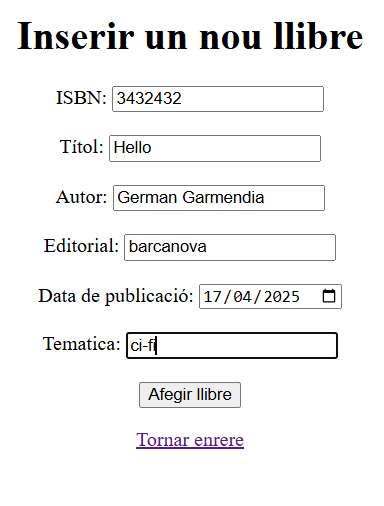 Inserir un nou llibre
ISBN: 3432432
Títol: Hello
Autor: German Garmendia
Editorial: barcanova
Data de publicació: 17/04/2025
Tematica: ci-fi
Afegir llibre
Tornar enrere